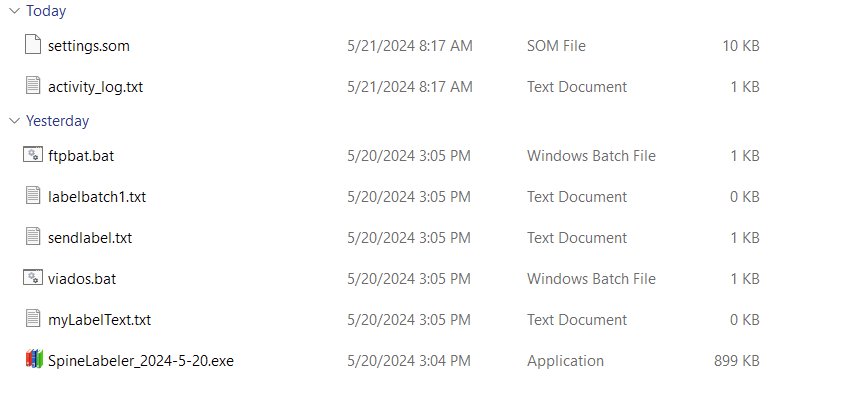 Today
settings.som 5/21/2024 8:17 AM SOM File 10 KB
activity_log.txt 5/21/2024 8:17 AM Text Document 1 KB
Yesterday
ftpbat.bat 5/20/2024 3:05 PM Windows Batch File 1 KB
labelbatch1.txt 5/20/2024 3:05 PM Text Document 0 KB
sendlabel.txt 5/20/2024 3:05 PM Text Document 1 KB
viados.bat 5/20/2024 3:05 PM Windows Batch File 1 KB
myLabelText.txt 5/20/2024 3:05 PM Text Document 0 KB
SpineLabeler_2024-5-20.exe 5/20/2024 3:04 PM Application 899 KB